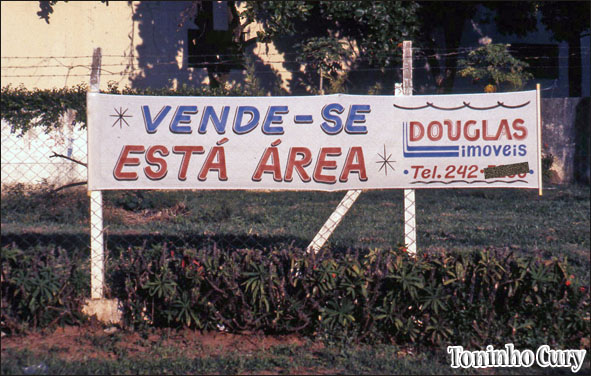 VENDE-SE
ESTÁ ÁREA
DOUGLAS
imoveis
Tel. 242-
Toninho Cury